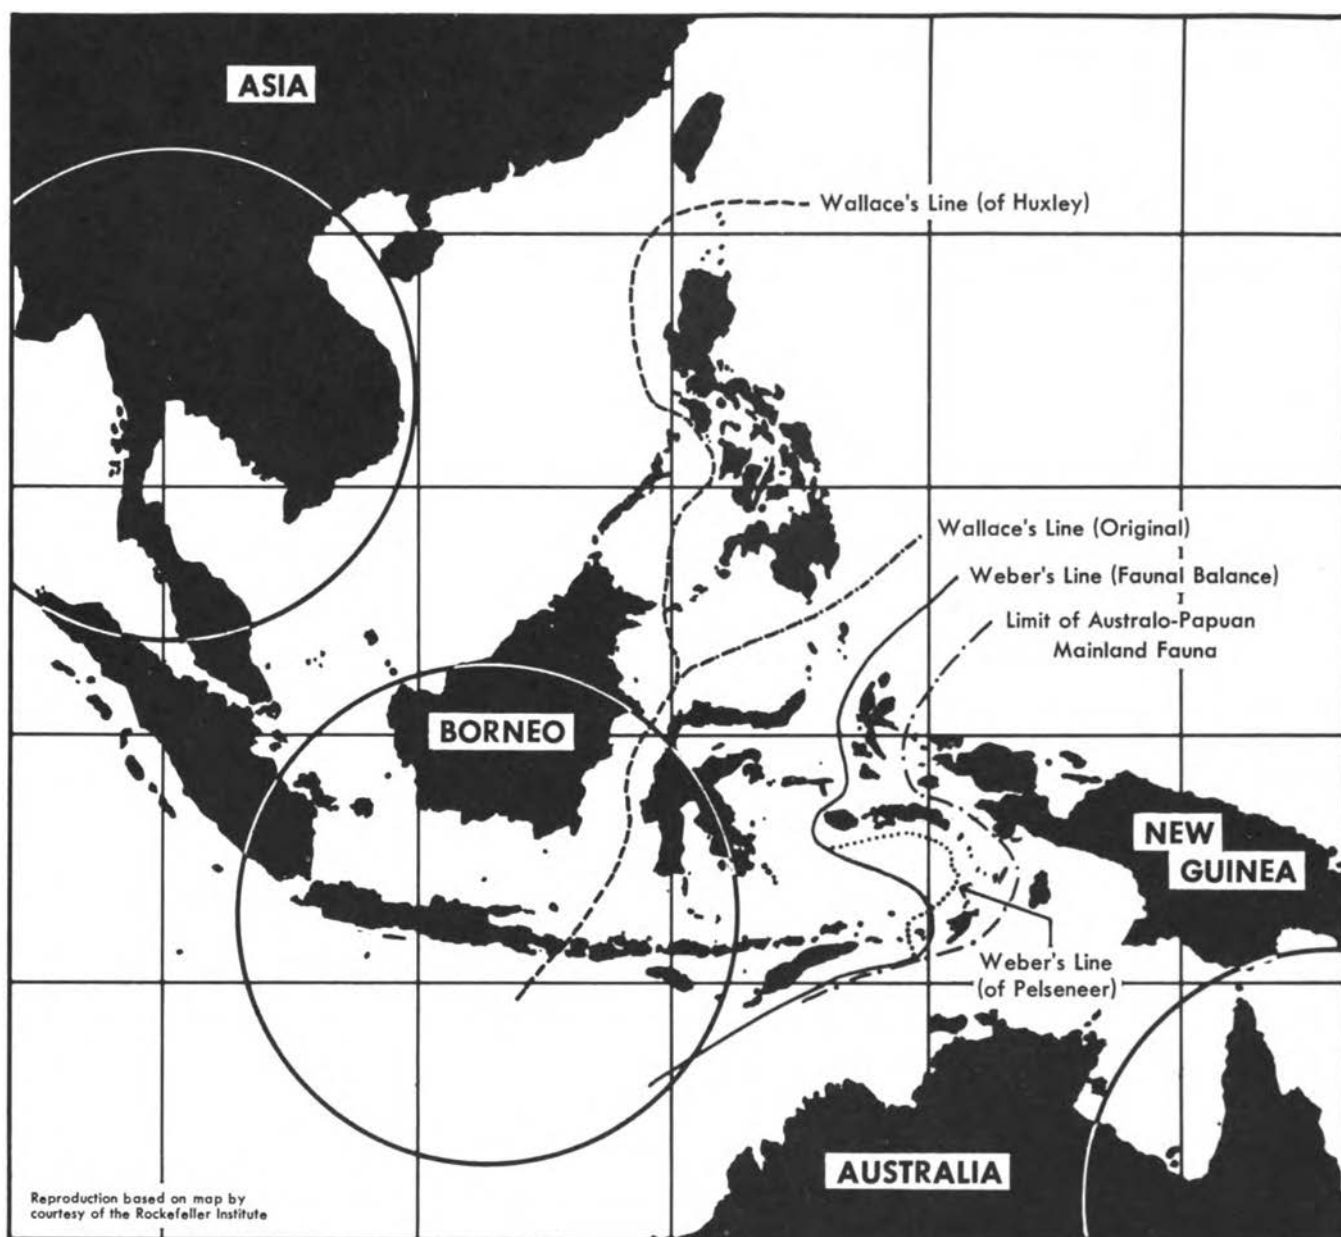 ASIA
Wallace's Line (of Huxley)
Wallace's Line (Original)
Weber's Line (Faunal Balance)
Limit of Australo-Papuan
Mainland Fauna
BORNEO
NEW
GUINEA
Weber's Line
(of Pelseneer)
AUSTRALIA
Reproduction based on map by
courtesy of the Rockefeller Institute